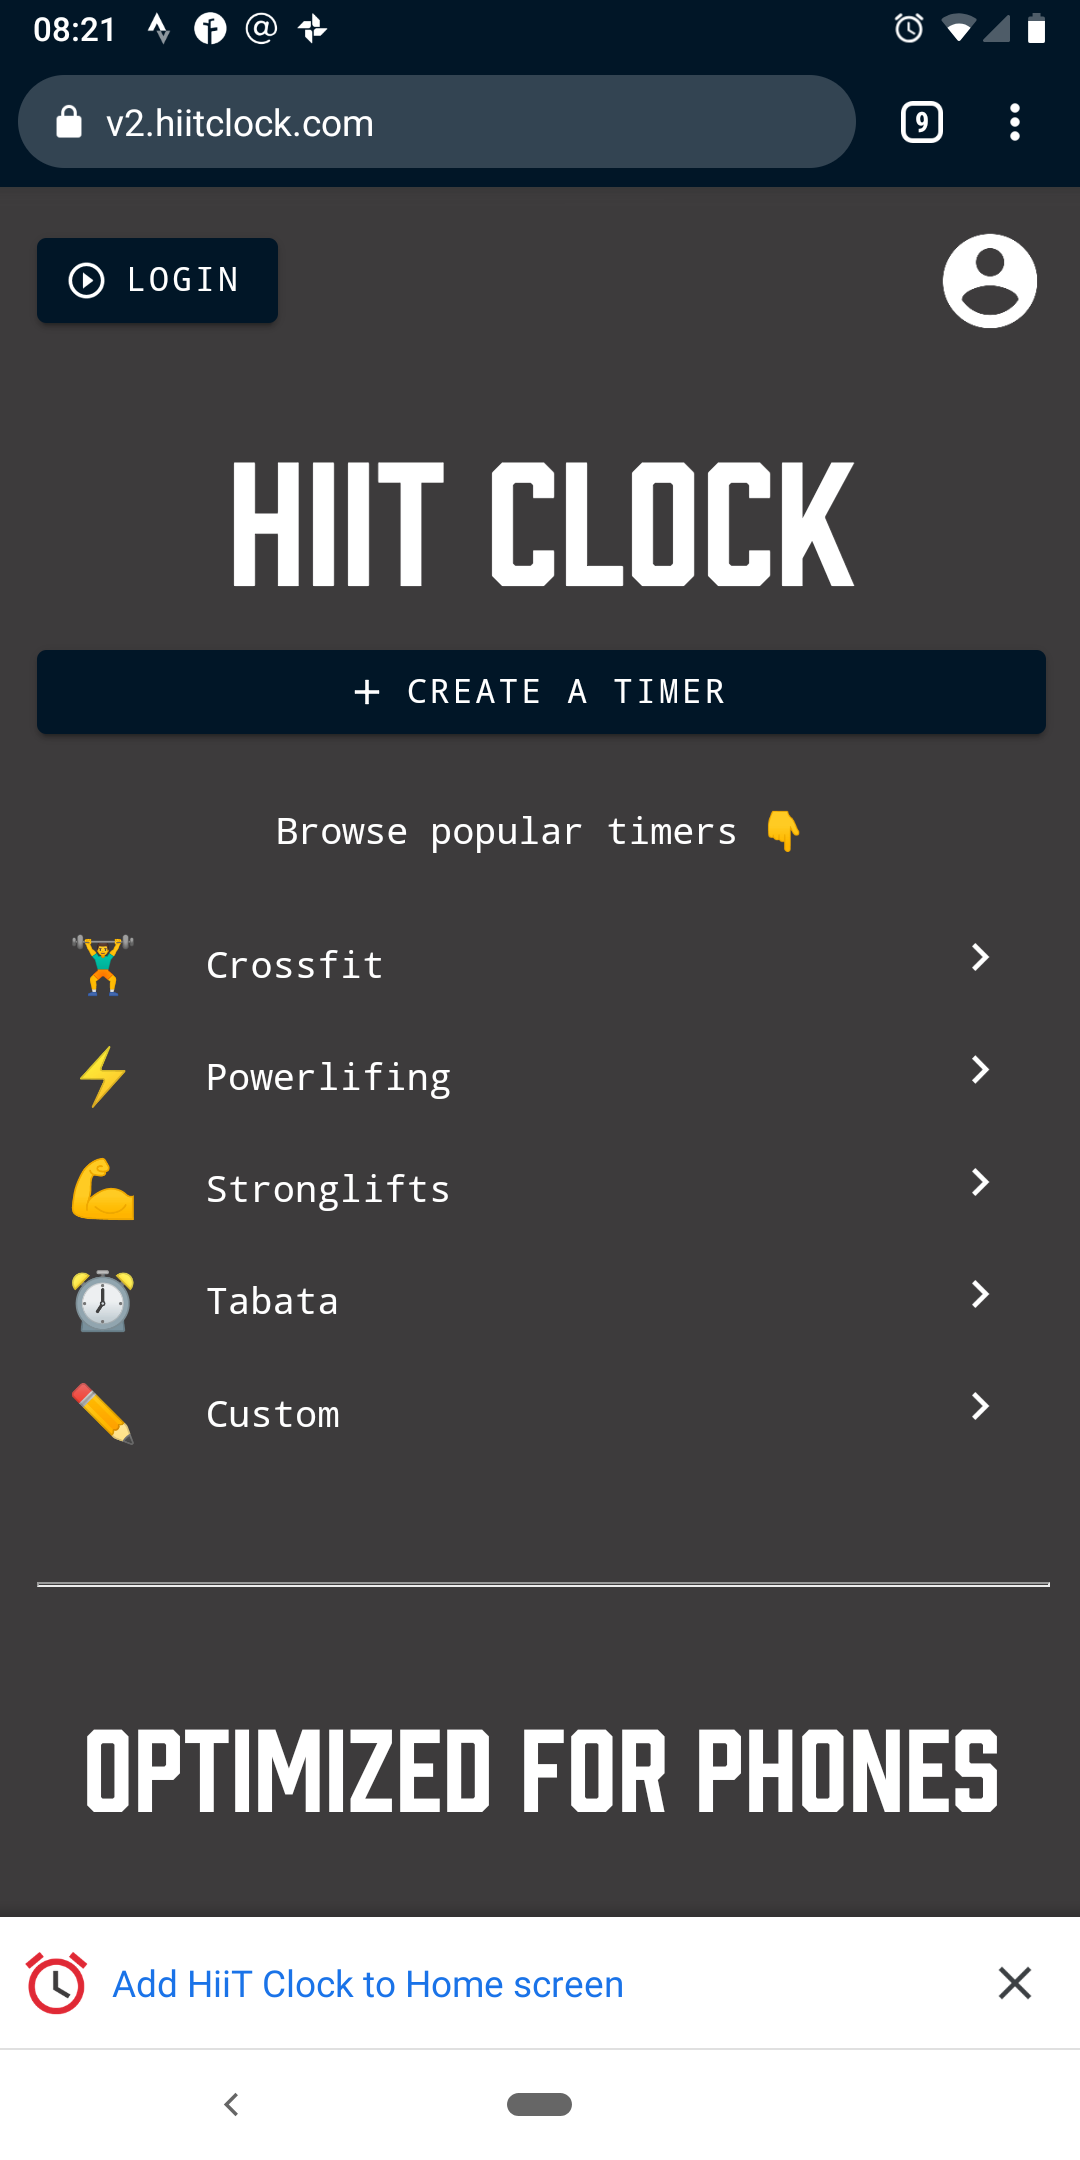 08:21
v2.hiitclock.com
9
LOGIN
HIIT CLOCK
+ CREATE A TIMER
Browse popular timers 👇
Crossfit
Powerlifing
Stronglifts
Tabata
Custom
OPTIMIZED FOR PHONES
Add HiiT Clock to Home screen